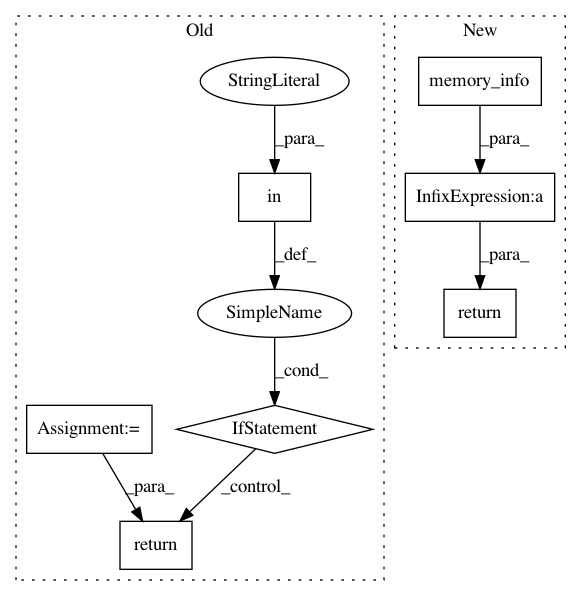 Old
StringLiteral
_para_
in
_def_
SimpleName
_cond_
Assignment:=
IfStatement
_para_
_control_
return
New
memory_info
_para_
InfixExpression:a
_para_
return